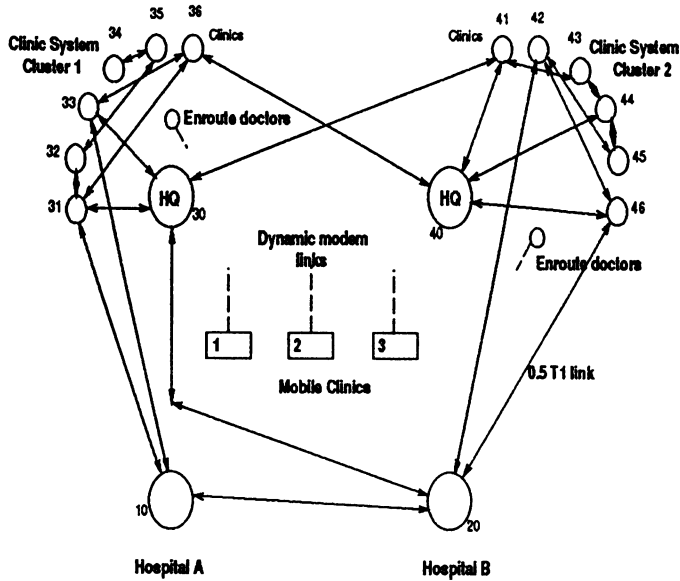 36
35
34
Clinic System
Cluster 1
Clinics
33
Enroute doctors
32
31
HQ
30
41
42
43
Clinics
Clinic System
Cluster 2
44
45
HQ
40
46
Enroute doctors
Dynamic modem
links
1
2
3
Mobile Clinics
0.5 T1 link
10
20
Hospital A
Hospital B